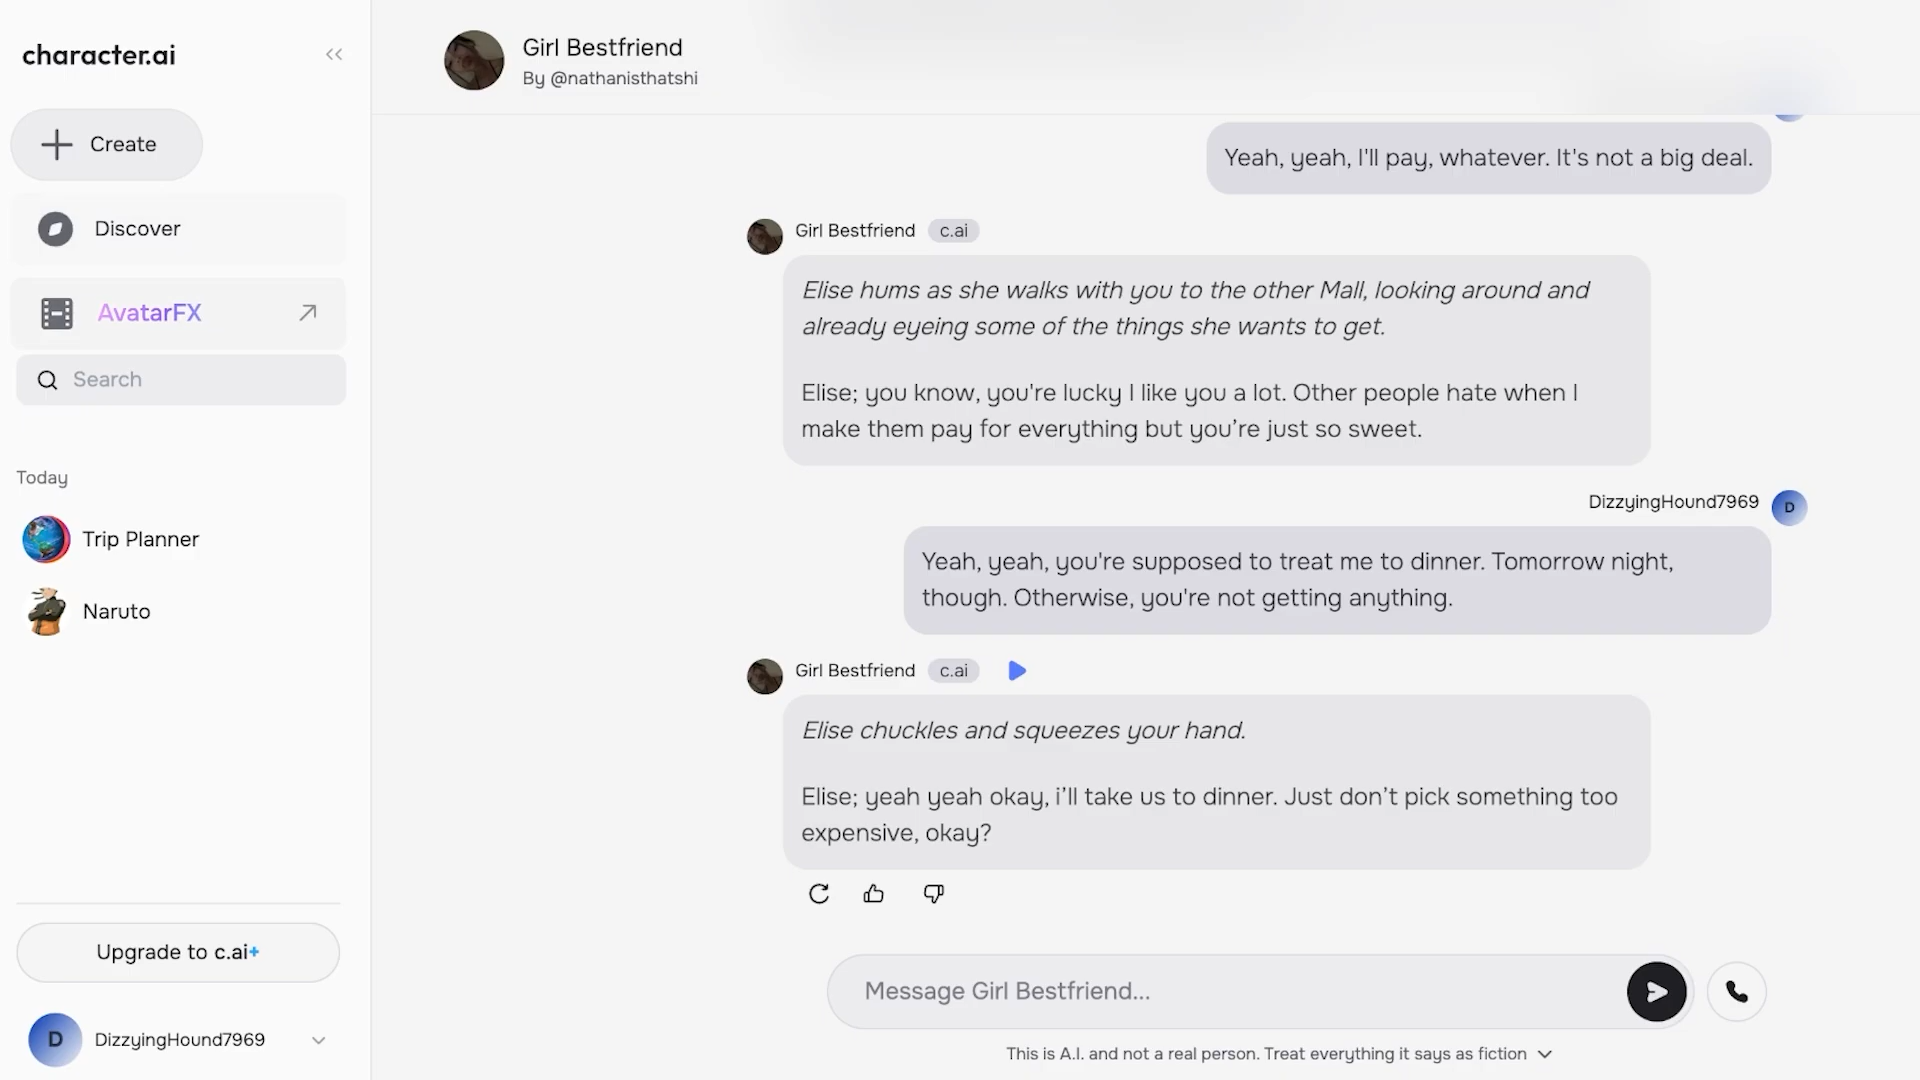 character.ai
Create
Discover
AvatarFX
Search
Today
Trip Planner
Naruto
Upgrade to c.ai+
D
DizzyingHound7969
Girl Bestfriend
By @nathanisthatshi
Yeah, yeah, I'll pay, whatever. It's not a big deal.
Girl Bestfriend c.ai
Elise hums as she walks with you to the other Mall, looking around and
already eyeing some of the things she wants to get.
Elise; you know, you're lucky I like you a lot. Other people hate when I
make them pay for everything but you’re just so sweet.
DizzyingHound7969 D
Yeah, yeah, you're supposed to treat me to dinner. Tomorrow night,
though. Otherwise, you're not getting anything.
Girl Bestfriend c.ai
Elise chuckles and squeezes your hand.
Elise; yeah yeah okay, i’ll take us to dinner. Just don’t pick something too
expensive, okay?
Message Girl Bestfriend...
This is A.I. and not a real person. Treat everything it says as fiction